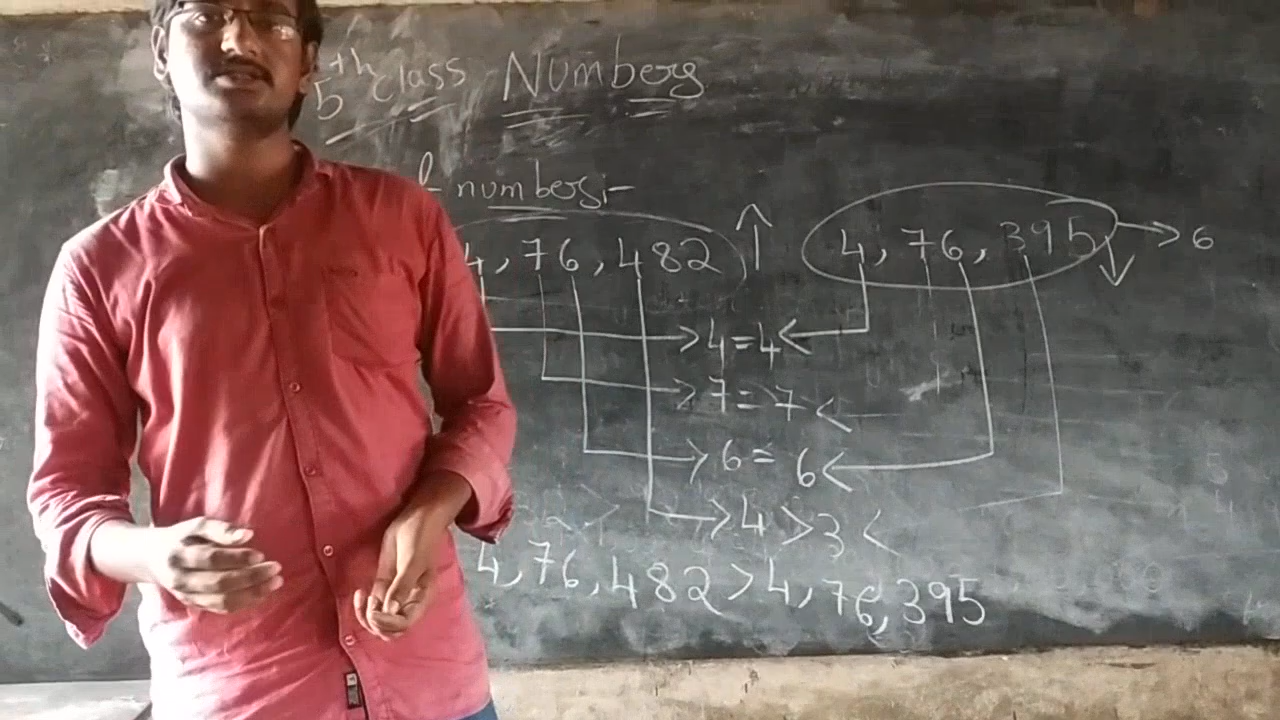 5th class Numbers
numbers:-
4,76,482 4,76,395 → 6
4=4
7=7
6=6
4>3
4,76,482>4,76,395